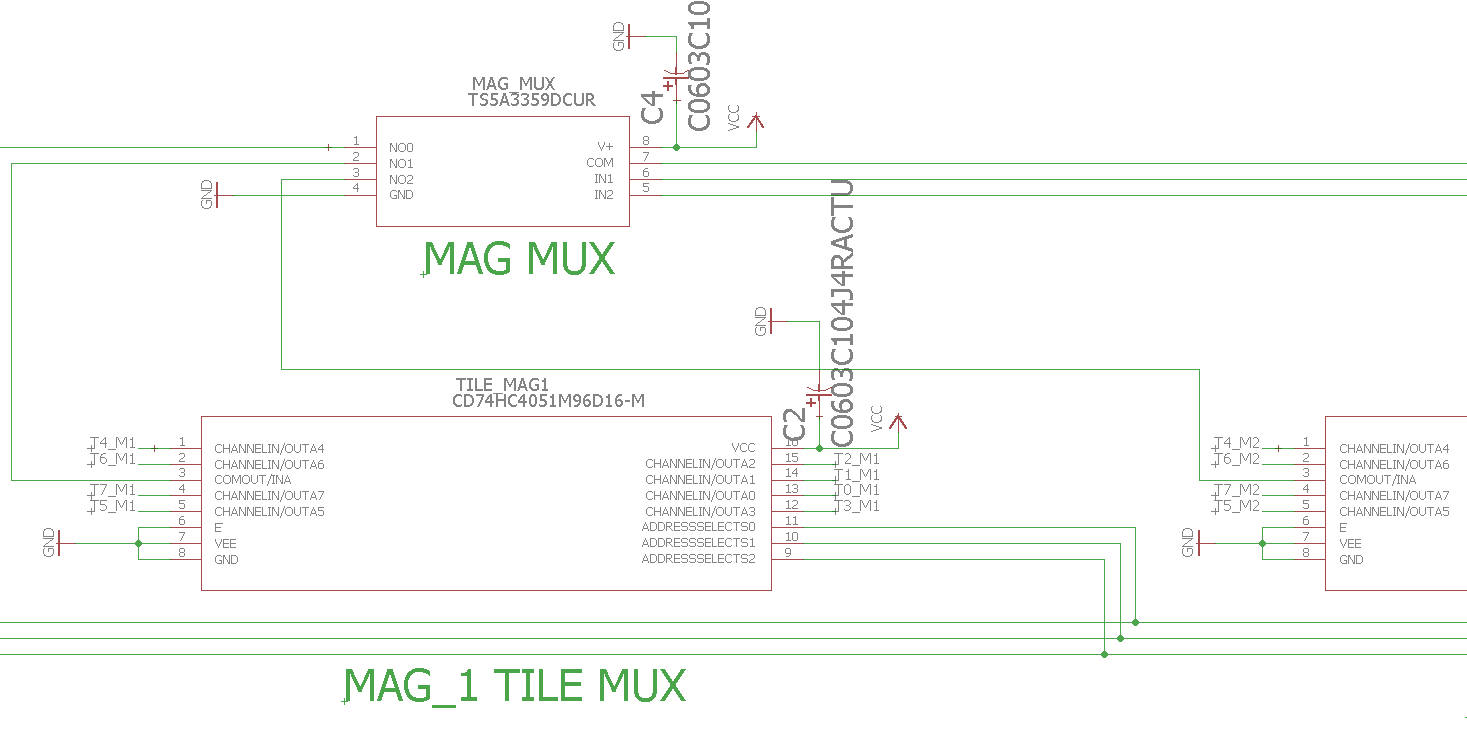 GND
C4
C0603C10
MAG_MUX
TS5A3359DCUR
VCC
1 NO0 V+ 8
2 NO1 COM 7
3 NO2 IN1 6
4 GND IN2 5
GND
MAG MUX
GND
C2
C0603C104J4RACTU
VCC
TILE_MAG1
CD74HC4051M96D16-M
T4_M1 1 CHANNELIN/OUTA4 VCC 16
T6_M1 2 CHANNELIN/OUTA6 CHANNELIN/OUTA2 15 T2_M1
3 COMOUT/INA CHANNELIN/OUTA1 14 T1_M1
T7_M1 4 CHANNELIN/OUTA7 CHANNELIN/OUTA0 13 T0_M1
T5_M1 5 CHANNELIN/OUTA5 CHANNELIN/OUTA3 12 T3_M1
6 E ADDRESSSELECTS0 11
GND 7 VEE ADDRESSSELECTS1 10
8 GND ADDRESSSELECTS2 9
T4_M2 1 CHANNELIN/OUTA4
T6_M2 2 CHANNELIN/OUTA6
3 COMOUT/INA
T7_M2 4 CHANNELIN/OUTA7
T5_M2 5 CHANNELIN/OUTA5
6 E
GND 7 VEE
8 GND
MAG_1 TILE MUX